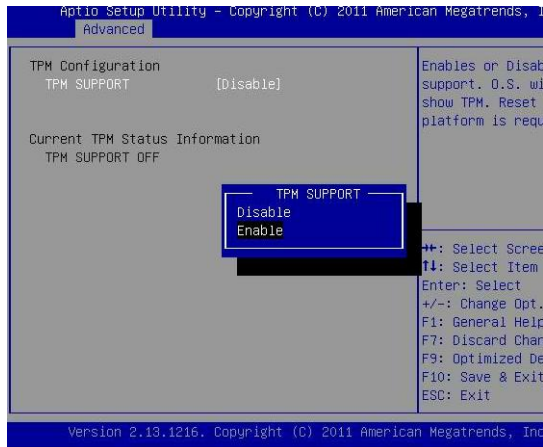 Aptio Setup Utility – Copyright (C) 2011 American Megatrends,
Advanced
TPM Configuration
TPM SUPPORT [Disable]
Current TPM Status Information
TPM SUPPORT OFF
Enables or Disab
support. O.S. wi
show TPM. Reset
platform is requ
TPM SUPPORT
Disable
Enable
→←: Select Scree
↑↓: Select Item
Enter: Select
+/-: Change Opt.
F1: General Help
F7: Discard Chan
F9: Optimized De
F10: Save & Exit
ESC: Exit
Version 2.13.1216. Copyright (C) 2011 American Megatrends, Inc